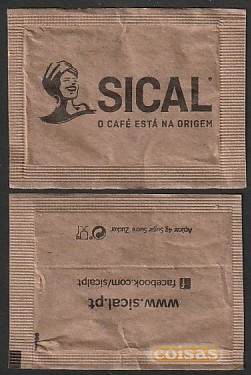 SICAL
O CAFÉ ESTÁ NA ORIGEM
www.sical.pt
facebook.com/sicalpt
Açúcar 4g Sugar Sucre Zucker
coisas